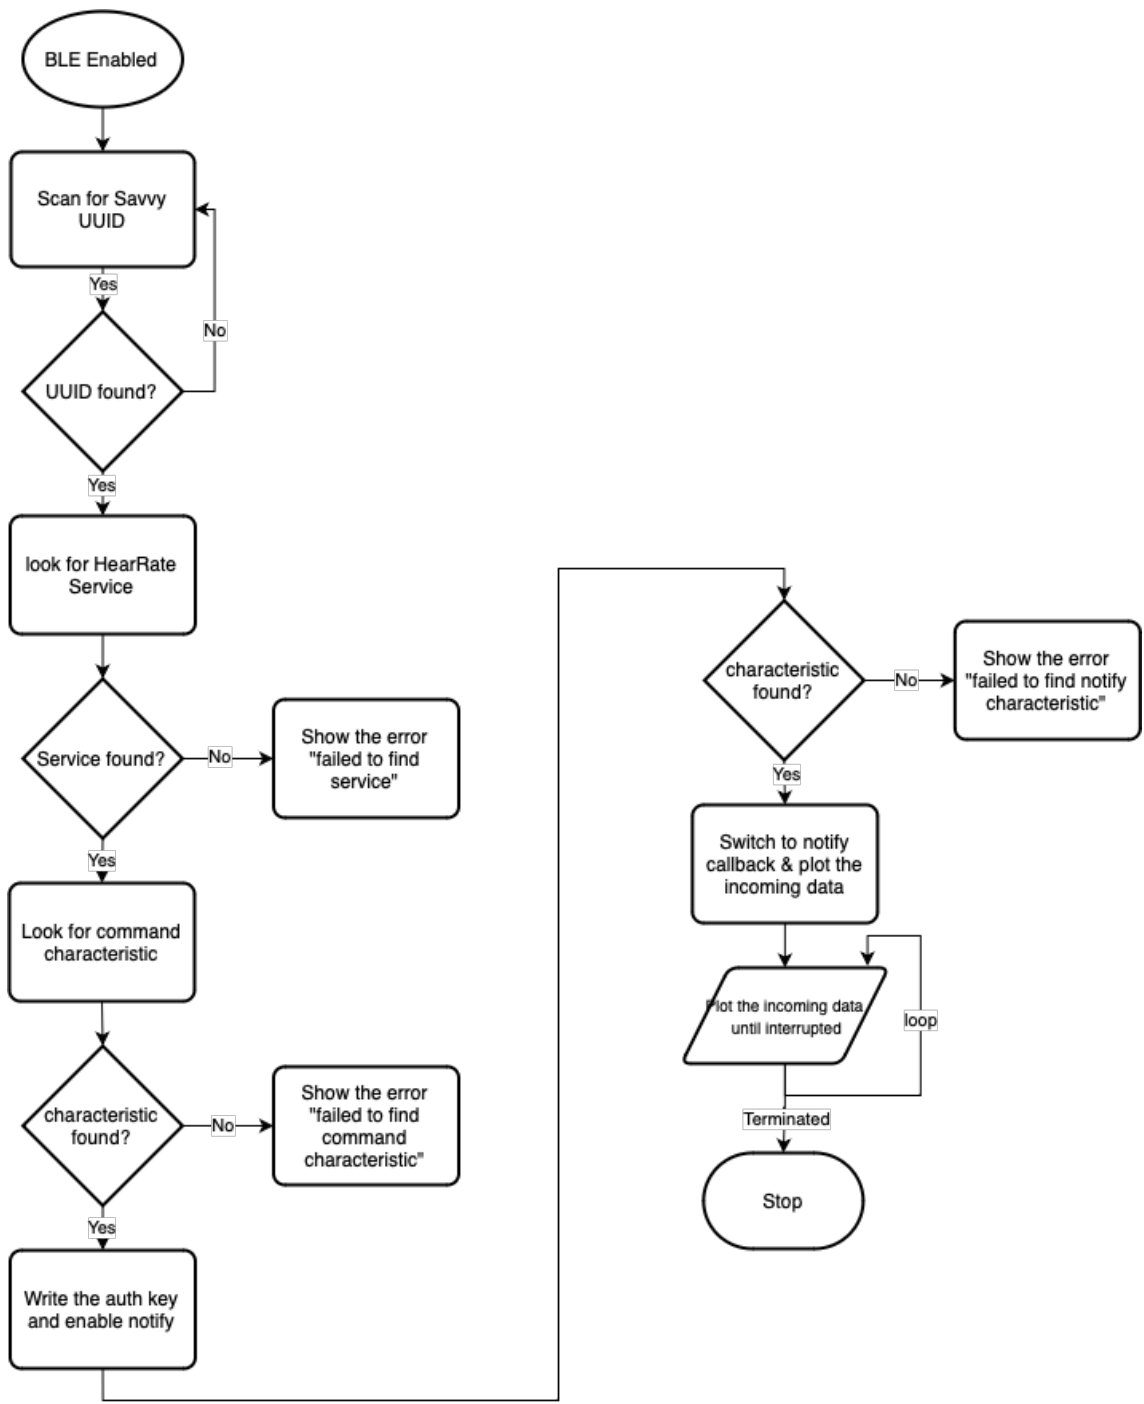 BLE Enabled
Scan for Savvy
UUID
Yes
No
UUID found?
Yes
look for HearRate
Service
Service found?
No
Show the error
"failed to find
service"
Yes
Look for command
characteristic
characteristic
found?
No
Show the error
"failed to find
command
characteristic"
Yes
Write the auth key
and enable notify
characteristic
found?
No
Show the error
"failed to find notify
characteristic"
Yes
Switch to notify
callback & plot the
incoming data
Plot the incoming data
until interrupted
loop
Terminated
Stop